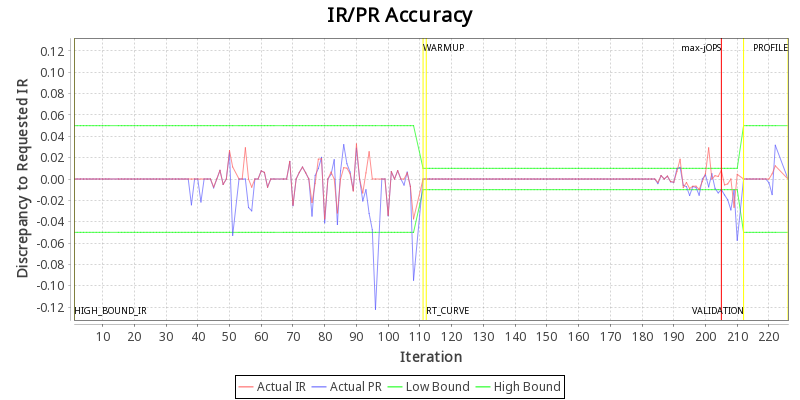 IR/PR Accuracy
Discrepancy to Requested IR
0.12
0.10
0.08
0.06
0.04
0.02
0.00
-0.02
-0.04
-0.06
-0.08
-0.10
-0.12
WARMUP
max-jOPS
PROFILE
HIGH_BOUND_IR
RT_CURVE
VALIDATION
10 20 30 40 50 60 70 80 90 100 110 120 130 140 150 160 170 180 190 200 210 220
Iteration
Actual IR Actual PR Low Bound High Bound